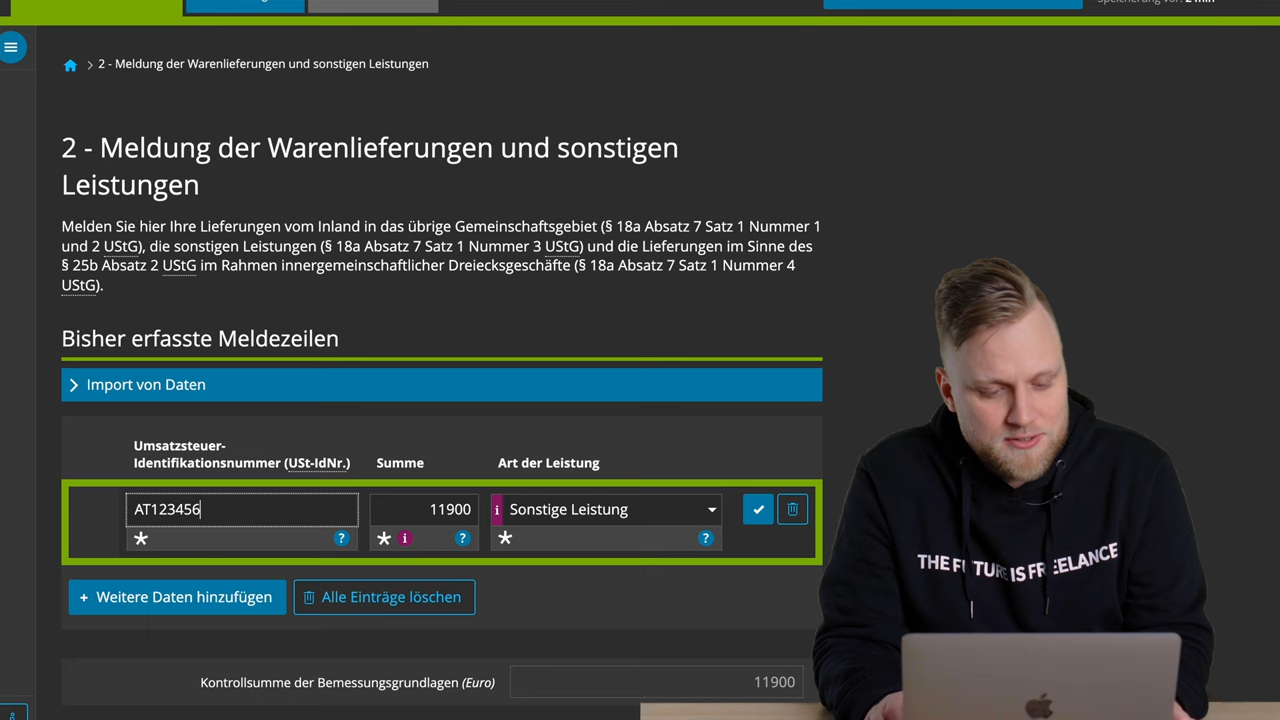 2 - Meldung der Warenlieferungen und sonstigen Leistungen
2 - Meldung der Warenlieferungen und sonstigen
Leistungen
Melden Sie hier Ihre Lieferungen vom Inland in das übrige Gemeinschaftsgebiet (§ 18a Absatz 7 Satz 1 Nummer 1
und 2 UStG), die sonstigen Leistungen (§ 18a Absatz 7 Satz 1 Nummer 3 UStG) und die Lieferungen im Sinne des
§ 25b Absatz 2 UStG im Rahmen innergemeinschaftlicher Dreiecksgeschäfte (§ 18a Absatz 7 Satz 1 Nummer 4
UStG).
Bisher erfasste Meldezeilen
Import von Daten
Umsatzsteuer-
Identifikationsnummer (USt-IdNr.) Summe Art der Leistung
AT123456 11900 i Sonstige Leistung
* ? * i ? * ?
+ Weitere Daten hinzufügen Alle Einträge löschen
Kontrollsumme der Bemessungsgrundlagen (Euro) 11900
THE FUTURE IS FREELANCE